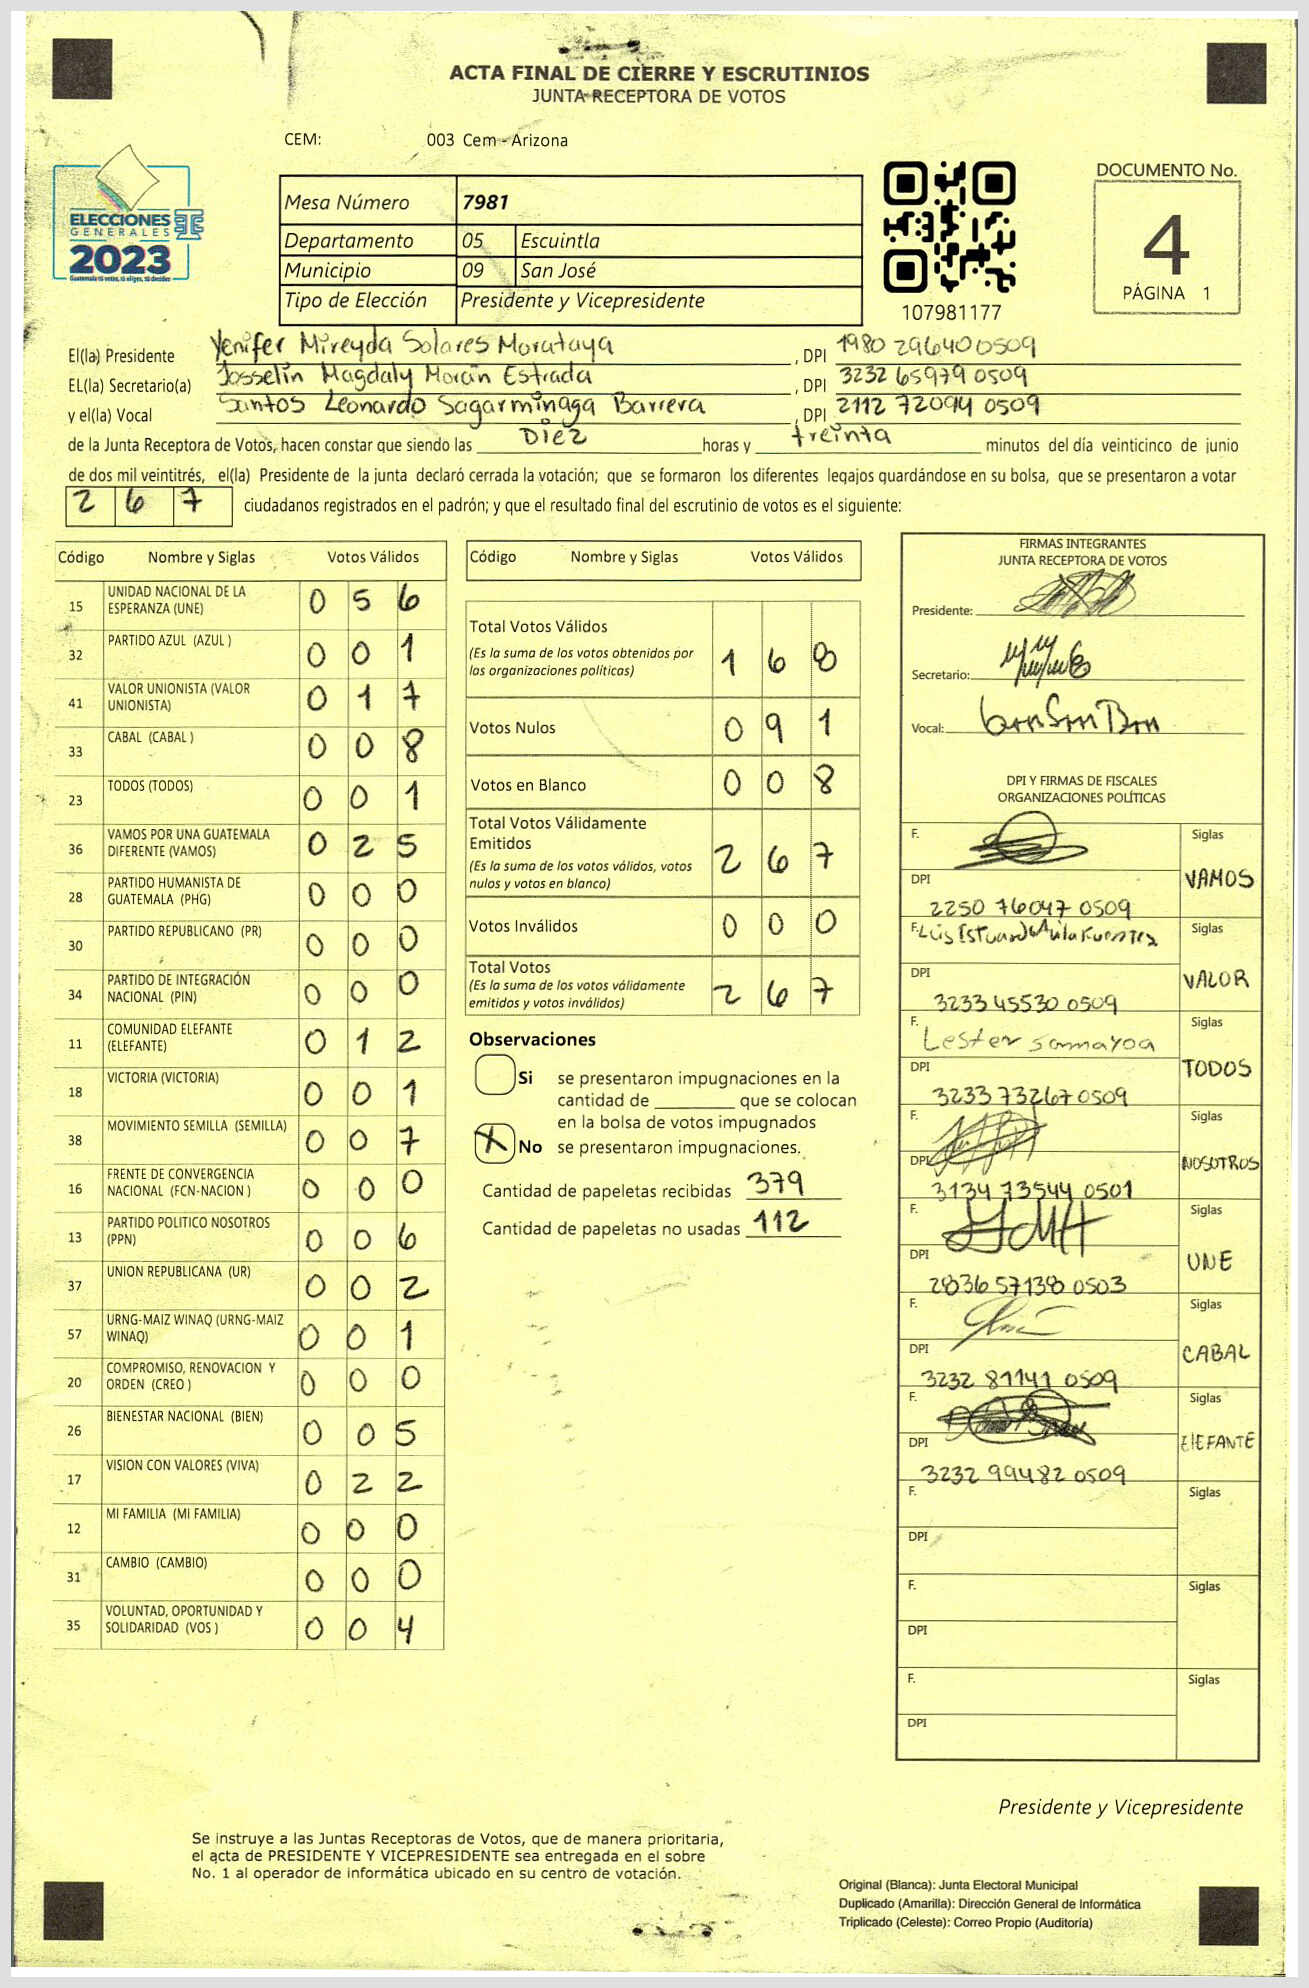 ACTA FINAL DE CIERRE Y ESCRUTINIOS
JUNTA RECEPTORA DE VOTOS
CEM: 003 Cem - Arizona
ELECCIONES
GENERALES
2023
Guatemala tú votas, tú eliges, tú decides
Mesa Número 7981
Departamento 05 Escuintla
Municipio 09 San José
Tipo de Elección Presidente y Vicepresidente
107981177
DOCUMENTO No.
4
PÁGINA 1
El(la) Presidente Yenifer Mireyda Solares Morataya, DPI 1980 29640 0509
EL(la) Secretario(a) Josselin Magdaly Morán Estrada, DPI 3232 65979 0509
y el(la) Vocal Santos Leonardo Sagarminaga Barrera, DPI 2112 72094 0509
de la Junta Receptora de Votos, hacen constar que siendo las Diez horas y treinta minutos del día veinticinco de junio
de dos mil veintitrés, el(la) Presidente de la junta declaró cerrada la votación; que se formaron los diferentes legajos quardándose en su bolsa, que se presentaron a votar
267 ciudadanos registrados en el padrón; y que el resultado final del escrutinio de votos es el siguiente:
Código Nombre y Siglas Votos Válidos
15 UNIDAD NACIONAL DE LA ESPERANZA (UNE) 0 5 6
32 PARTIDO AZUL (AZUL ) 0 0 1
41 VALOR UNIONISTA (VALOR UNIONISTA) 0 1 7
33 CABAL (CABAL ) 0 0 8
23 TODOS (TODOS) 0 0 1
36 VAMOS POR UNA GUATEMALA DIFERENTE (VAMOS) 0 2 5
28 PARTIDO HUMANISTA DE GUATEMALA (PHG) 0 0 0
30 PARTIDO REPUBLICANO (PR) 0 0 0
34 PARTIDO DE INTEGRACIÓN NACIONAL (PIN) 0 0 0
11 COMUNIDAD ELEFANTE (ELEFANTE) 0 1 2
18 VICTORIA (VICTORIA) 0 0 1
38 MOVIMIENTO SEMILLA (SEMILLA) 0 0 7
16 FRENTE DE CONVERGENCIA NACIONAL (FCN-NACION ) 0 0 0
13 PARTIDO POLITICO NOSOTROS (PPN) 0 0 6
37 UNION REPUBLICANA (UR) 0 0 2
57 URNG-MAIZ WINAQ (URNG-MAIZ WINAQ) 0 0 1
20 COMPROMISO, RENOVACION Y ORDEN (CREO ) 0 0 0
26 BIENESTAR NACIONAL (BIEN) 0 0 5
17 VISION CON VALORES (VIVA) 0 2 2
12 MI FAMILIA (MI FAMILIA) 0 0 0
31 CAMBIO (CAMBIO) 0 0 0
35 VOLUNTAD, OPORTUNIDAD Y SOLIDARIDAD (VOS ) 0 0 4
Código Nombre y Siglas Votos Válidos
Total Votos Válidos
(Es la suma de los votos obtenidos por las organizaciones políticas) 1 6 8
Votos Nulos 0 9 1
Votos en Blanco 0 0 8
Total Votos Válidamente Emitidos
(Es la suma de los votos válidos, votos nulos y votos en blanco) 2 6 7
Votos Inválidos 0 0 0
Total Votos
(Es la suma de los votos válidamente emitidos y votos inválidos) 2 6 7
Observaciones
Si se presentaron impugnaciones en la
cantidad de ________ que se colocan
en la bolsa de votos impugnados
X No se presentaron impugnaciones.
Cantidad de papeletas recibidas 379
Cantidad de papeletas no usadas 112
FIRMAS INTEGRANTES
JUNTA RECEPTORA DE VOTOS
Presidente:
Secretario:
Vocal:
DPI Y FIRMAS DE FISCALES
ORGANIZACIONES POLÍTICAS
F. Siglas
DPI VAMOS
2250 76047 0509
F. Luis Estuardo Avila Fuentes Siglas
DPI VALOR
3233 45530 0509
F. Lester Samayoa Siglas
DPI TODOS
3233 73267 0509
F. Siglas
DPI NOSOTROS
3134 73544 0501
F. Siglas
DPI UNE
2836 57138 0503
F. Siglas
DPI CABAL
3232 81141 0509
F. Siglas
DPI ElEFANTE
3232 99482 0509
F. Siglas
DPI
F. Siglas
DPI
F. Siglas
DPI
Presidente y Vicepresidente
Se instruye a las Juntas Receptoras de Votos, que de manera prioritaria,
el acta de PRESIDENTE Y VICEPRESIDENTE sea entregada en el sobre
No. 1 al operador de informática ubicado en su centro de votación.
Original (Blanca): Junta Electoral Municipal
Duplicado (Amarilla): Dirección General de Informática
Triplicado (Celeste): Correo Propio (Auditoría)